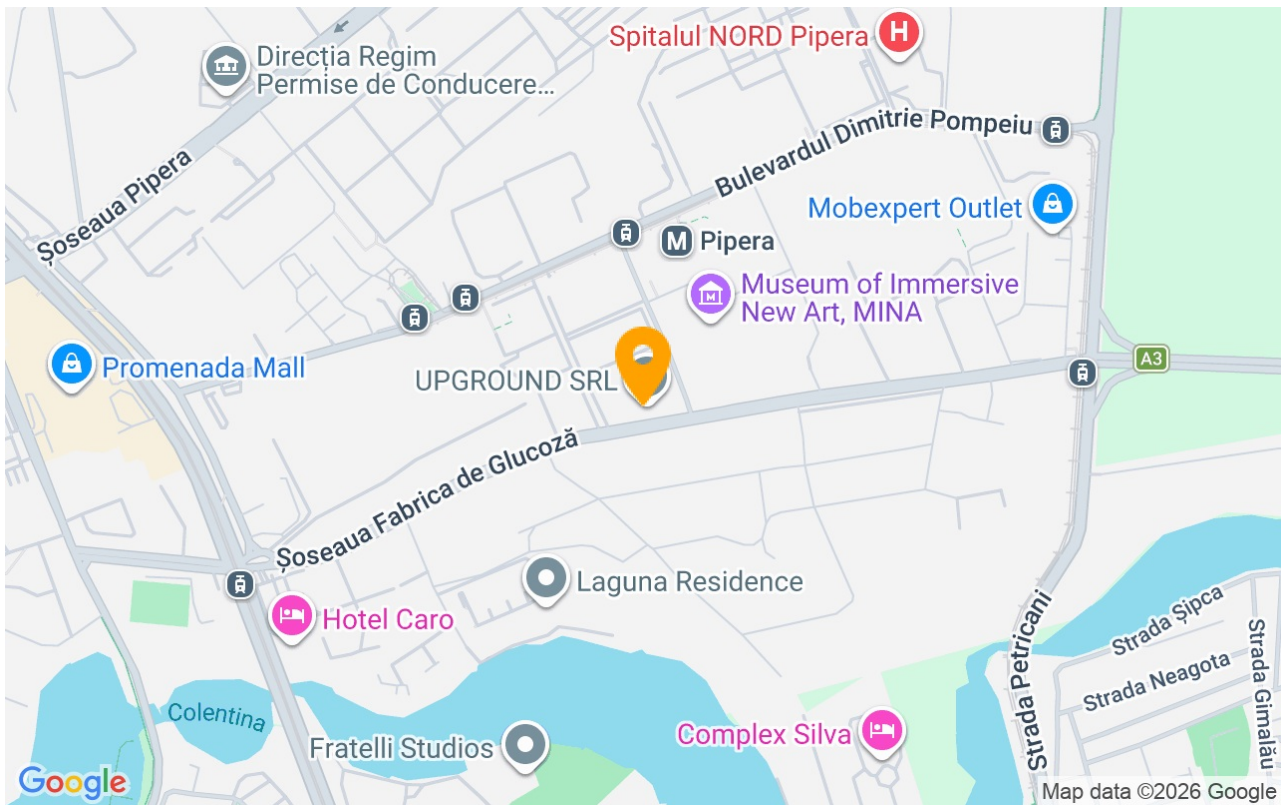 Spitalul NORD Pipera
H
Direcția Regim
Permise de Conducere...
Bulevardul Dimitrie Pompeiu
Șoseaua Pipera
Mobexpert Outlet
M Pipera
Museum of Immersive
New Art, MINA
M
Promenada Mall
A3
UPGROUND SRL
Șoseaua Fabrica de Glucoză
Laguna Residence
Hotel Caro
Strada Șipca
Strada Neagota
Strada Gimalău
Strada Petricani
Colentina
Complex Silva
Fratelli Studios
Google
Map data ©2026 Google